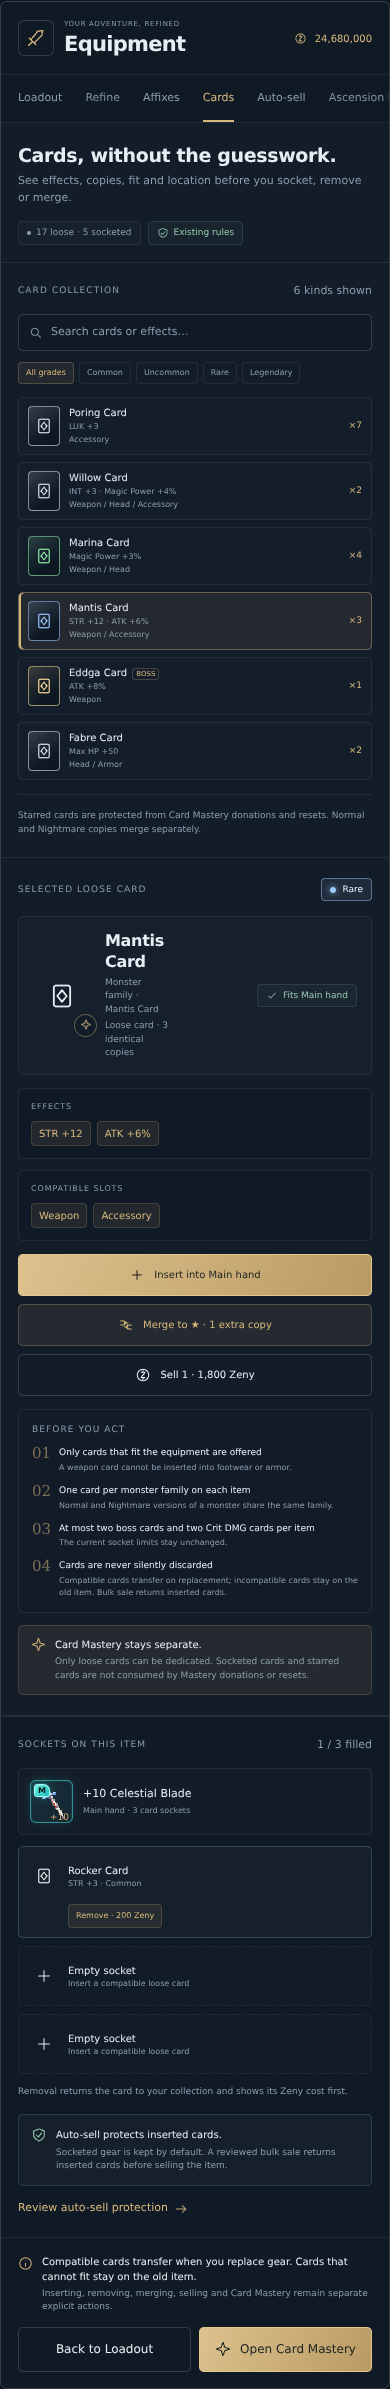 YOUR ADVENTURE, REFINED
Equipment
24,680,000
Loadout Refine Affixes Cards Auto-sell Ascension
Cards, without the guesswork.
See effects, copies, fit and location before you socket, remove
or merge.
17 loose · 5 socketed
Existing rules
CARD COLLECTION
6 kinds shown
Search cards or effects...
All grades Common Uncommon Rare Legendary
Poring Card
LUK +3
Accessory
×7
Willow Card
INT +3 · Magic Power +4%
Weapon / Head / Accessory
×2
Marina Card
Magic Power +3%
Weapon / Head
×4
Mantis Card
STR +12 · ATK +6%
Weapon / Accessory
×3
Eddga Card BOSS
ATK +8%
Weapon
×1
Fabre Card
Max HP +50
Head / Armor
×2
Starred cards are protected from Card Mastery donations and resets. Normal
and Nightmare copies merge separately.
SELECTED LOOSE CARD
Rare
Mantis
Card
Monster
family ·
Mantis Card
Loose card · 3
identical
copies
Fits Main hand
EFFECTS
STR +12 ATK +6%
COMPATIBLE SLOTS
Weapon Accessory
Insert into Main hand
Merge to ★ · 1 extra copy
Sell 1 · 1,800 Zeny
BEFORE YOU ACT
01 Only cards that fit the equipment are offered
A weapon card cannot be inserted into footwear or armor.
02 One card per monster family on each item
Normal and Nightmare versions of a monster share the same family.
03 At most two boss cards and two Crit DMG cards per item
The current socket limits stay unchanged.
04 Cards are never silently discarded
Compatible cards transfer on replacement; incompatible cards stay on the
old item. Bulk sale returns inserted cards.
Card Mastery stays separate.
Only loose cards can be dedicated. Socketed cards and starred
cards are not consumed by Mastery donations or resets.
SOCKETS ON THIS ITEM
1 / 3 filled
M
+10
+10 Celestial Blade
Main hand · 3 card sockets
Rocker Card
STR +3 · Common
Remove · 200 Zeny
Empty socket
Insert a compatible loose card
Empty socket
Insert a compatible loose card
Removal returns the card to your collection and shows its Zeny cost first.
Auto-sell protects inserted cards.
Socketed gear is kept by default. A reviewed bulk sale returns
inserted cards before selling the item.
Review auto-sell protection →
Compatible cards transfer when you replace gear. Cards that
cannot fit stay on the old item.
Inserting, removing, merging, selling and Card Mastery remain separate
explicit actions.
Back to Loadout
Open Card Mastery